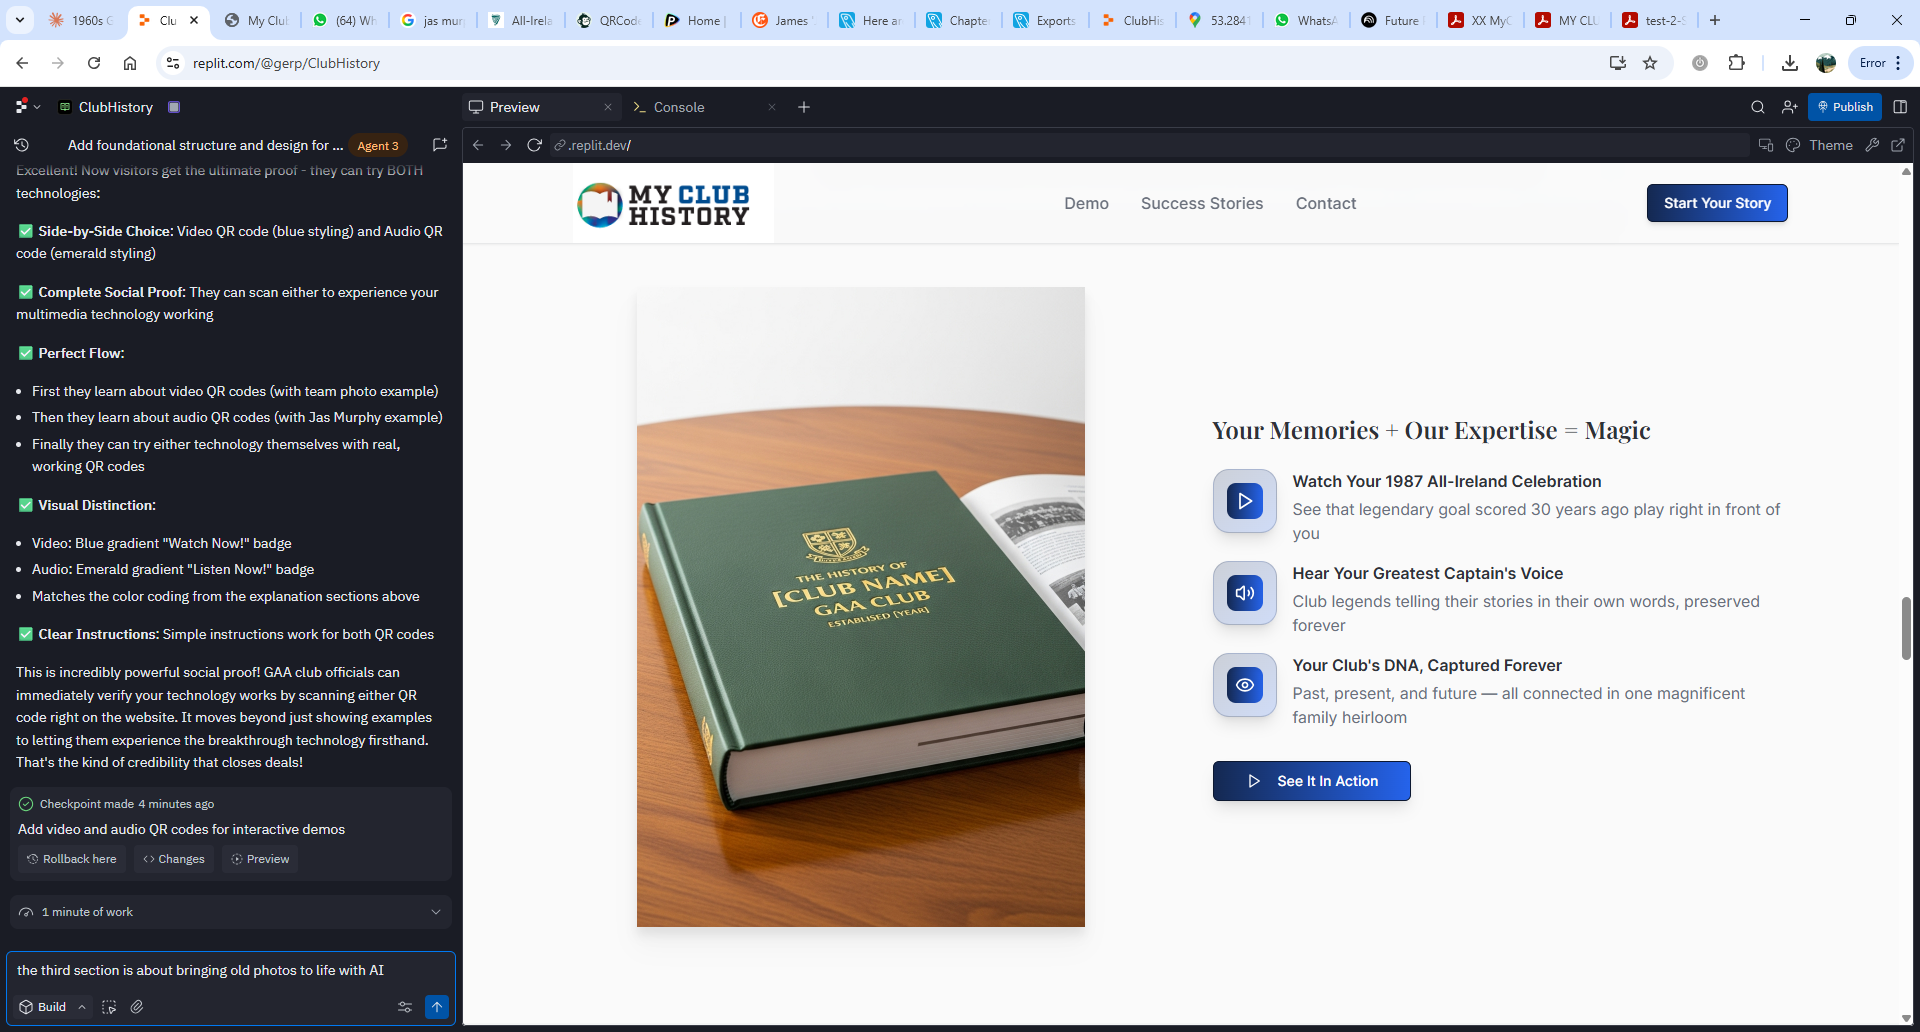 1960s G
Clu
My Clu
(64) Wh
jas mur
All-Irela
QRCod
Home |
James
Here a
Chapte
Exports
ClubHis
53.2841
WhatsA
Future
XX MyC
MY CLU
test-2-S
replit.com/@gerp/ClubHistory
Error
ClubHistory
Preview
Console
Publish
Add foundational structure and design for ...
Agent 3
.replit.dev/
Theme
Excellent! Now visitors get the ultimate proof - they can try BOTH
technologies:
✅ Side-by-Side Choice: Video QR code (blue styling) and Audio QR
code (emerald styling)
✅ Complete Social Proof: They can scan either to experience your
multimedia technology working
✅ Perfect Flow:
• First they learn about video QR codes (with team photo example)
• Then they learn about audio QR codes (with Jas Murphy example)
• Finally they can try either technology themselves with real,
working QR codes
✅ Visual Distinction:
• Video: Blue gradient "Watch Now!" badge
• Audio: Emerald gradient "Listen Now!" badge
• Matches the color coding from the explanation sections above
✅ Clear Instructions: Simple instructions work for both QR codes
This is incredibly powerful social proof! GAA club officials can
immediately verify your technology works by scanning either QR
code right on the website. It moves beyond just showing examples
to letting them experience the breakthrough technology firsthand.
That's the kind of credibility that closes deals!
Checkpoint made 4 minutes ago
Add video and audio QR codes for interactive demos
Rollback here
Changes
Preview
1 minute of work
the third section is about bringing old photos to life with AI
Build
MY CLUB
HISTORY
Demo
Success Stories
Contact
Start Your Story
THE HISTORY OF
[CLUB NAME]
GAA CLUB
ESTABLISED [YEAR]
Your Memories + Our Expertise = Magic
Watch Your 1987 All-Ireland Celebration
See that legendary goal scored 30 years ago play right in front of
you
Hear Your Greatest Captain's Voice
Club legends telling their stories in their own words, preserved
forever
Your Club's DNA, Captured Forever
Past, present, and future — all connected in one magnificent
family heirloom
See It In Action